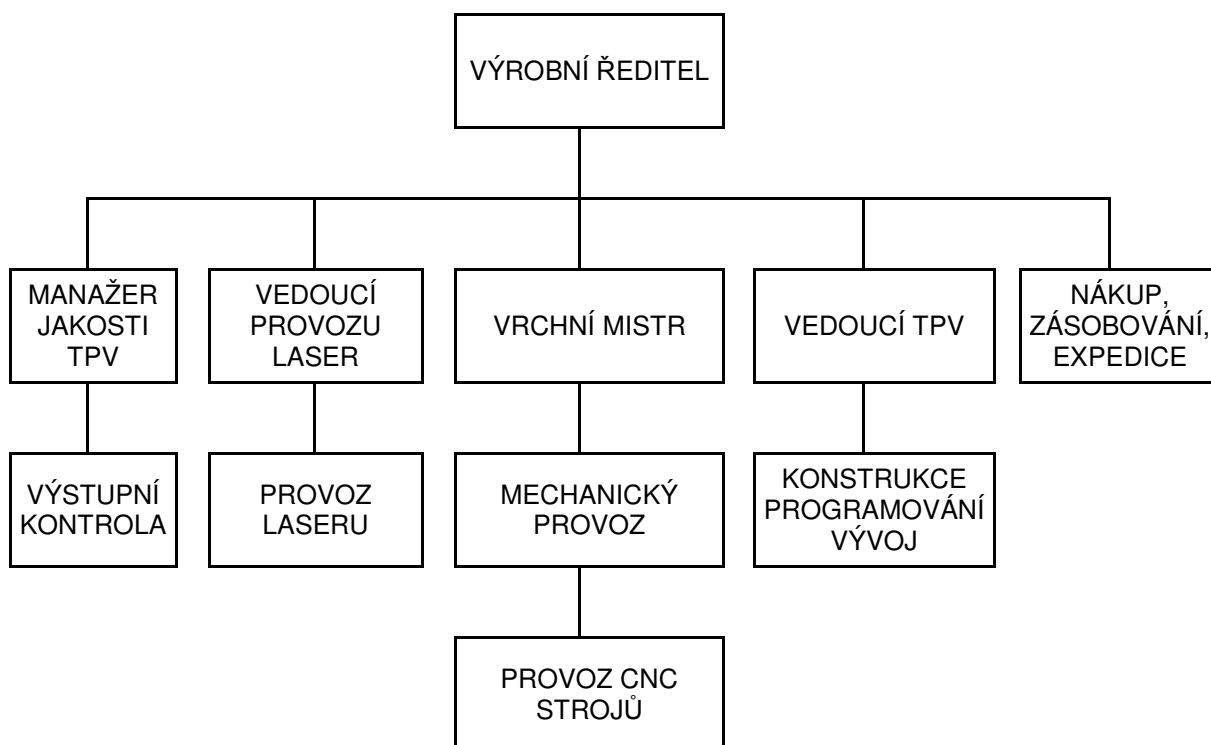 VÝROBNÍ ŘEDITEL
MANAŽER
JAKOSTI
TPV
VEDOUCÍ
PROVOZU
LASER
VRCHNÍ MISTR
VEDOUCÍ TPV
NÁKUP,
ZÁSOBOVÁNÍ,
EXPEDICE
VÝSTUPNÍ
KONTROLA
PROVOZ
LASERU
MECHANICKÝ
PROVOZ
KONSTRUKCE
PROGRAMOVÁNÍ
VÝVOJ
PROVOZ CNC
STROJŮ